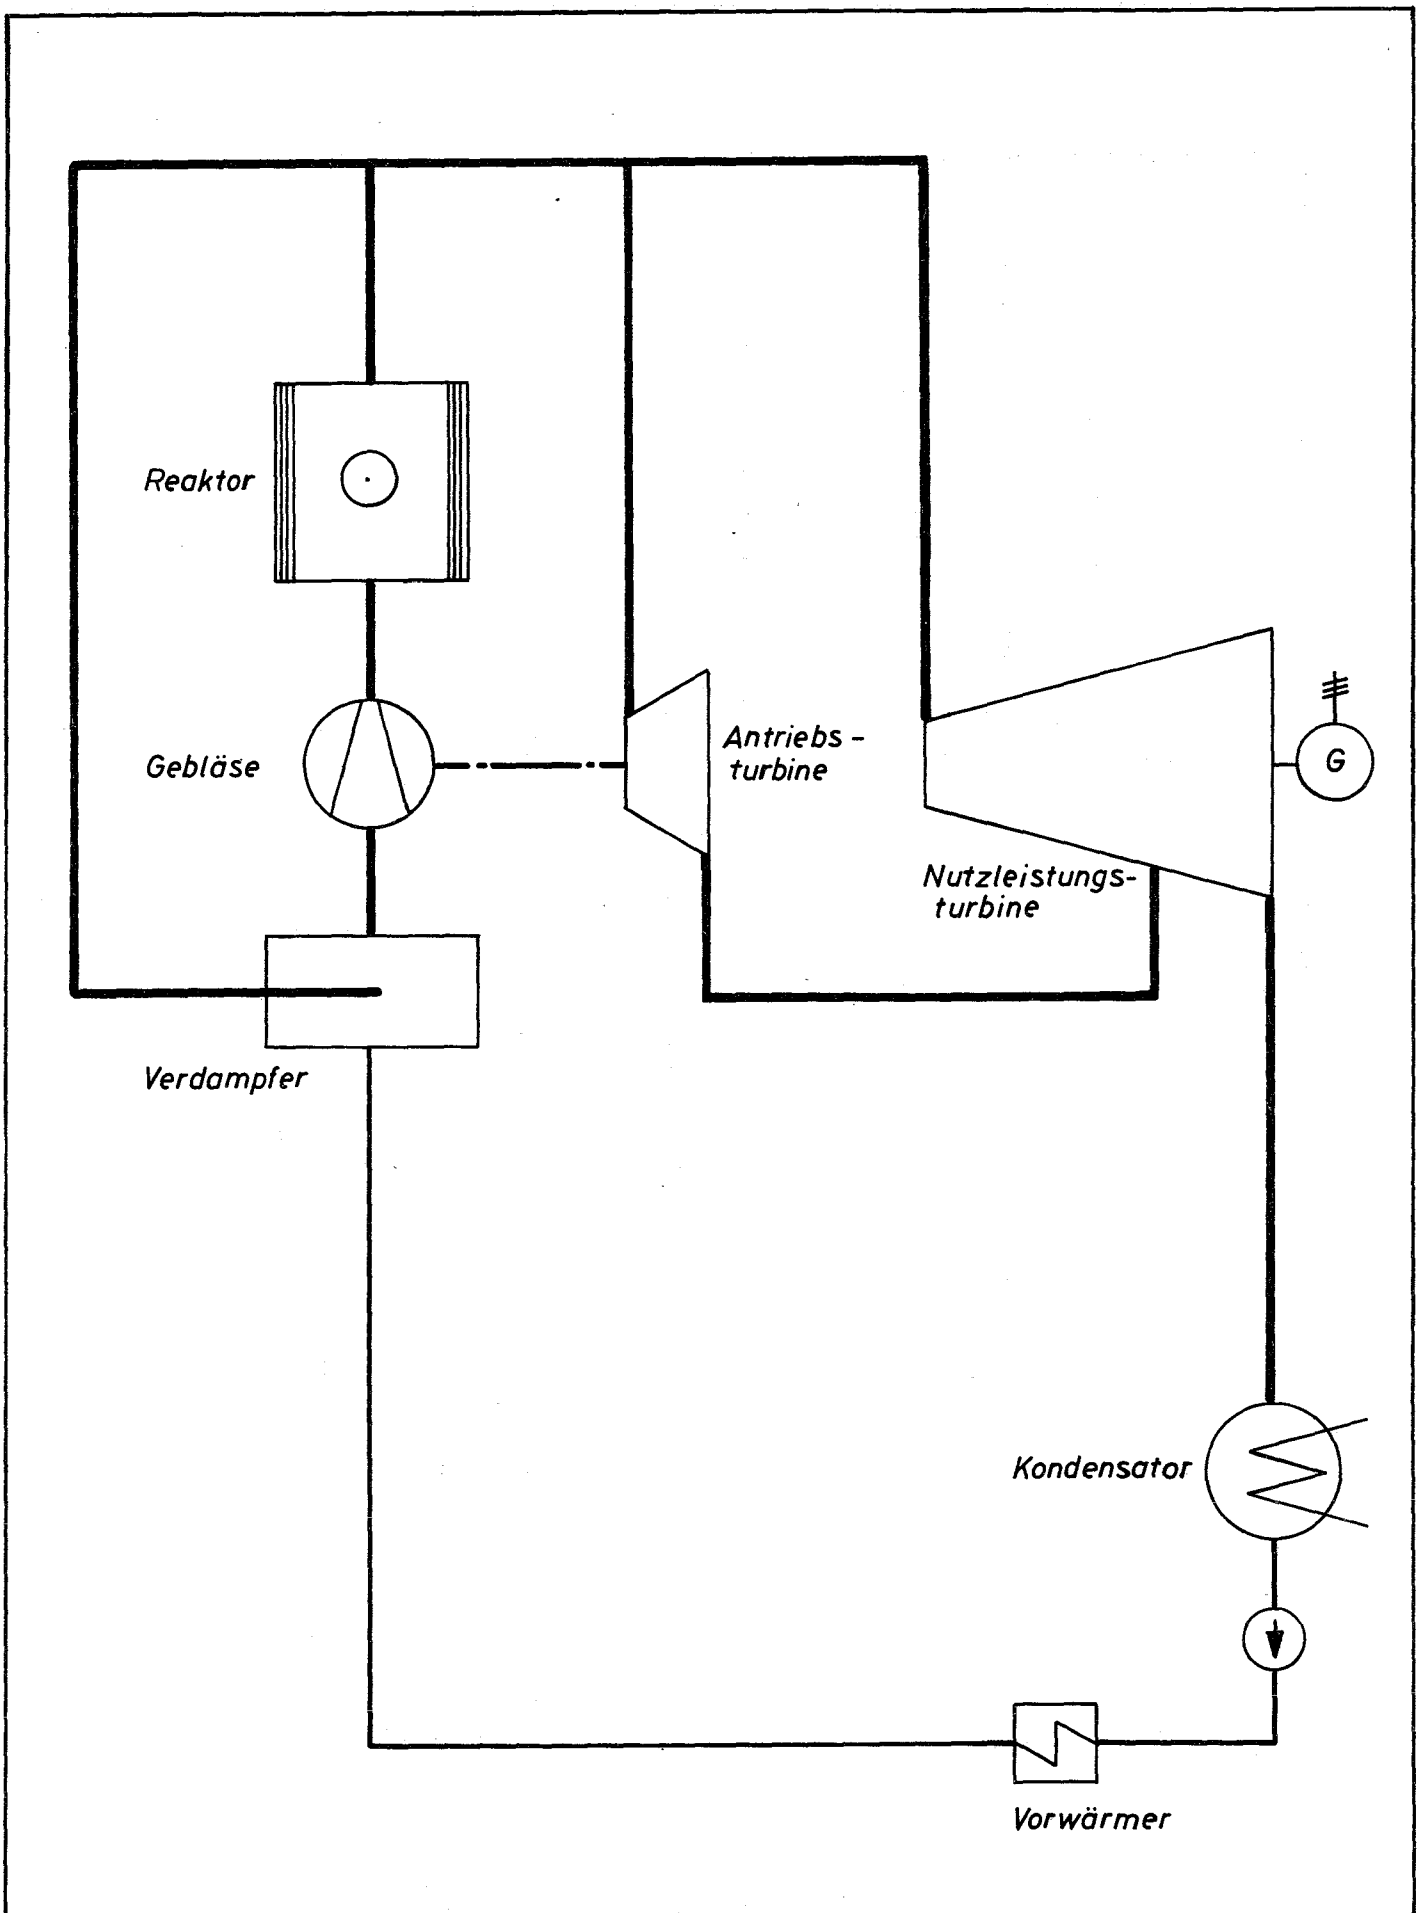 Reaktor
Gebläse
Antriebs-
turbine
G
Nutzleistungs-
turbine
Verdampfer
Kondensator
Vorwärmer